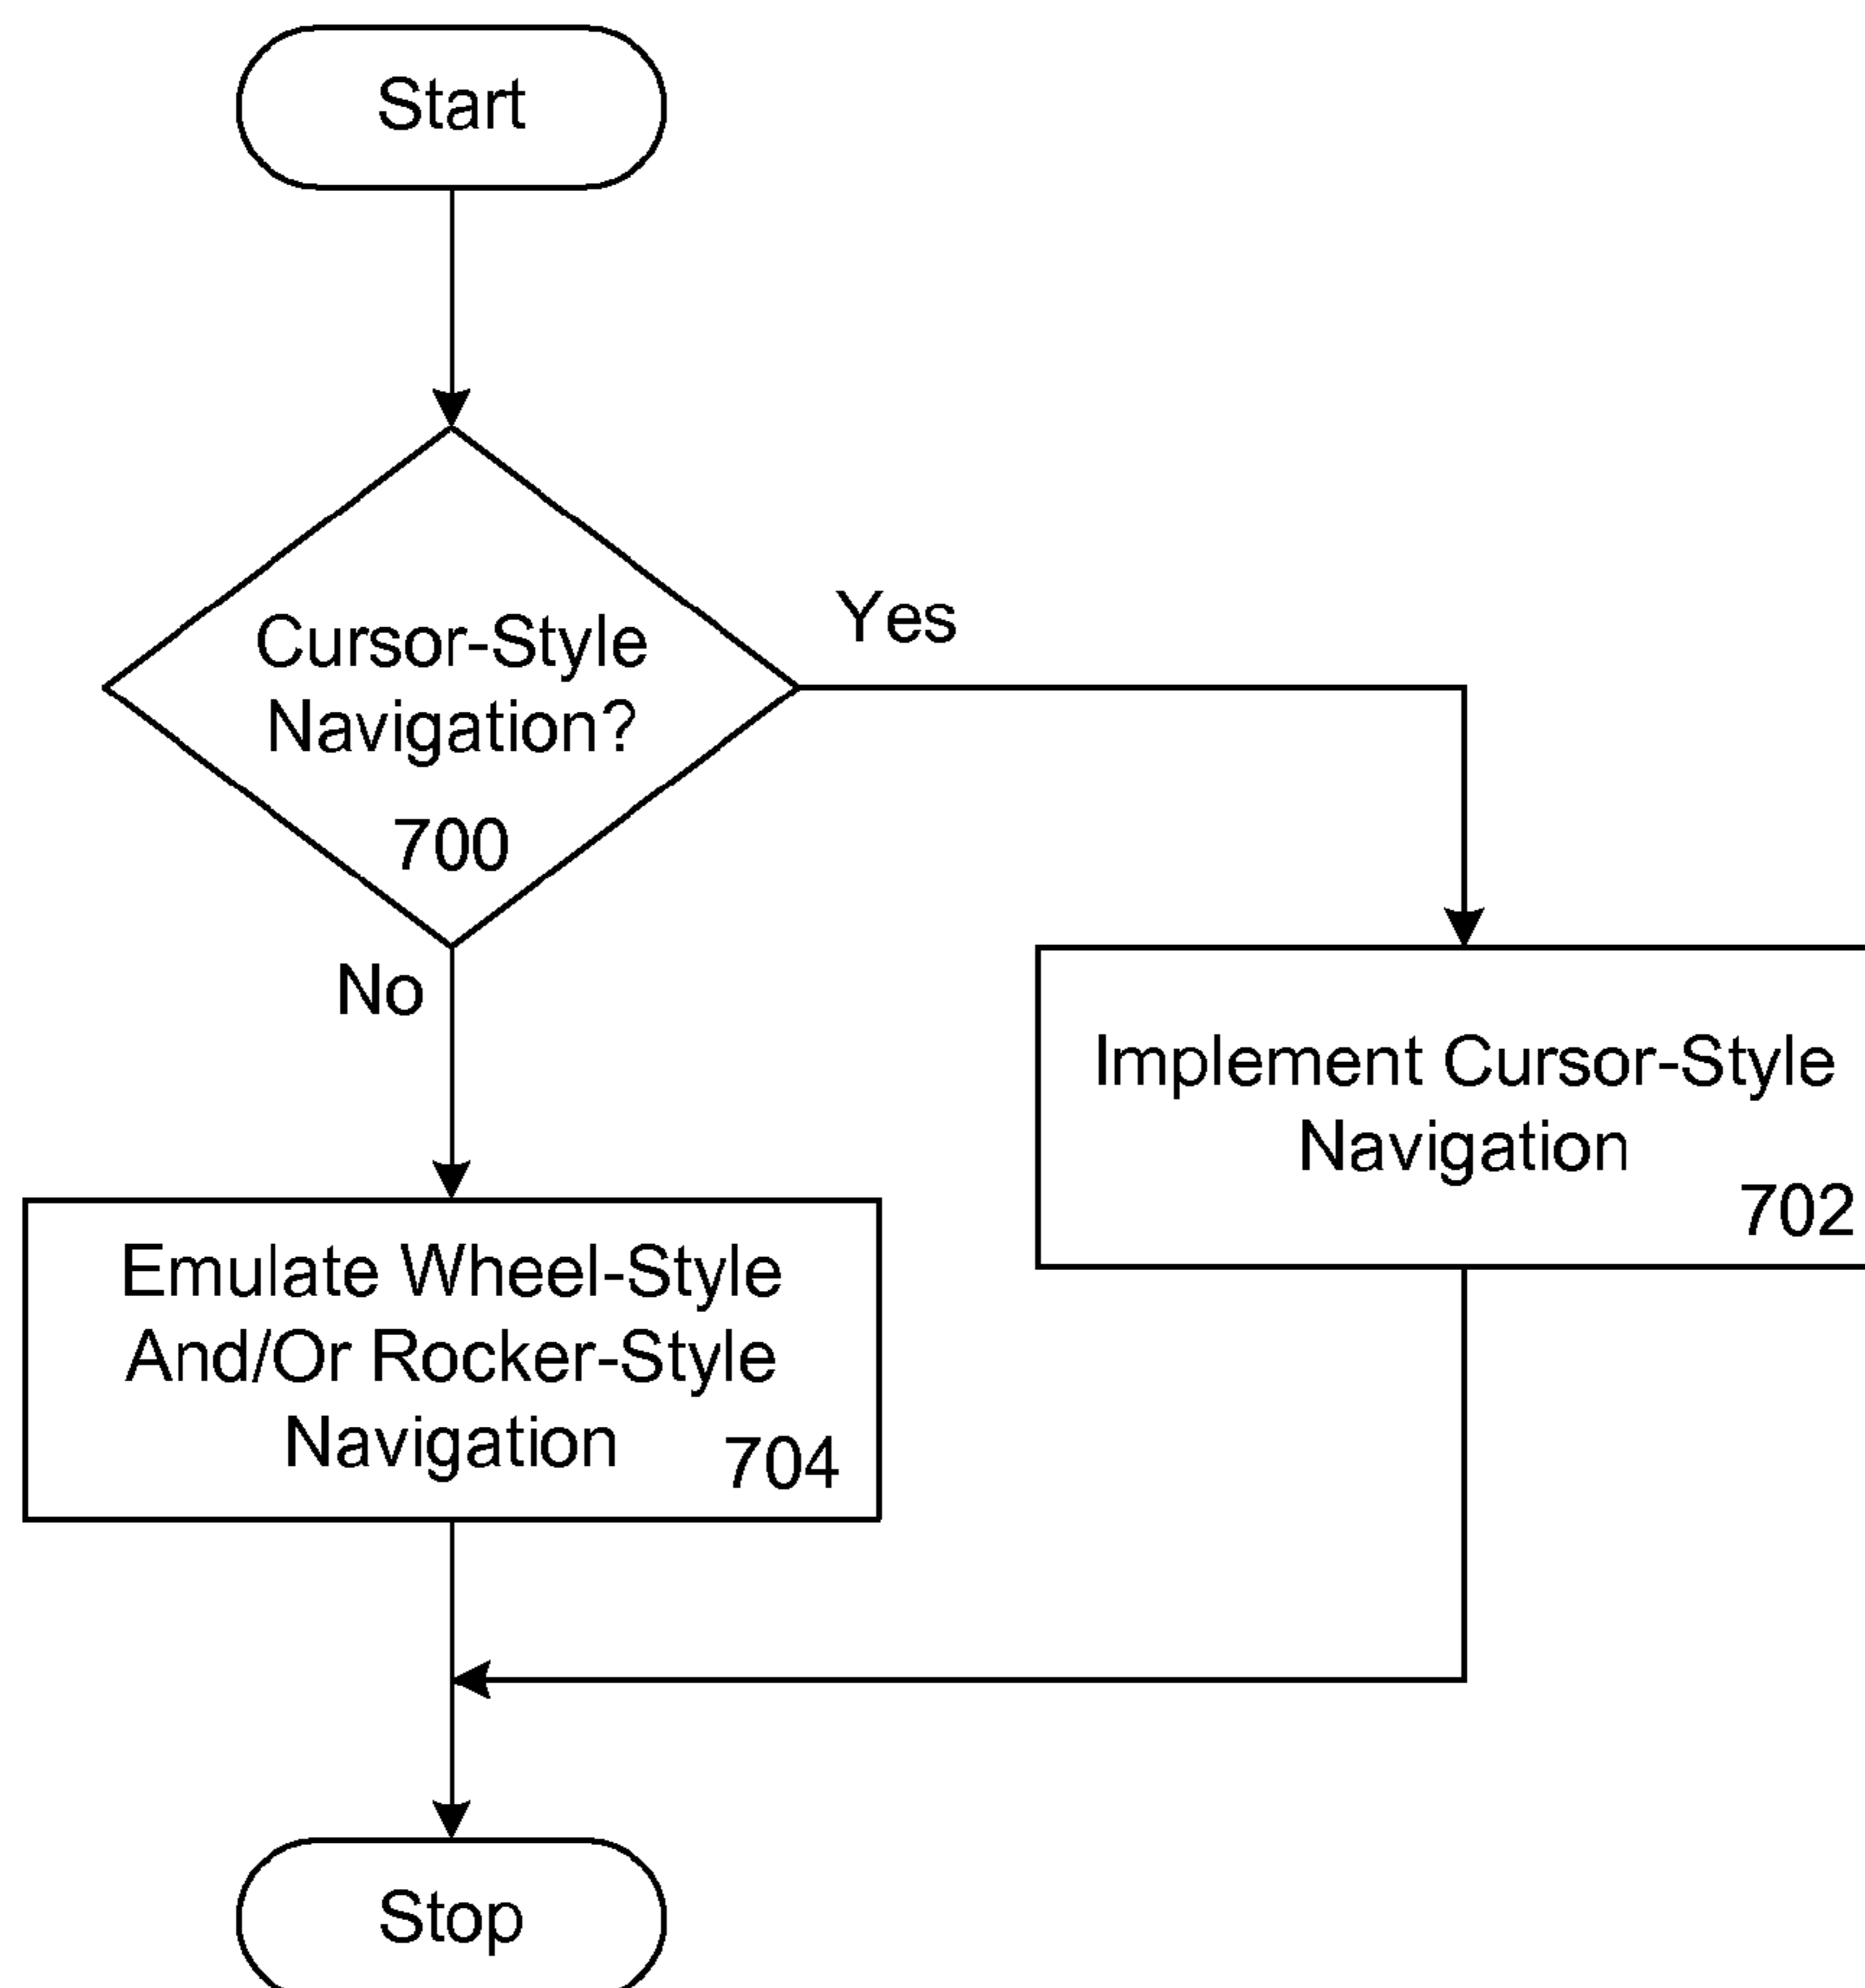 Start
Cursor-Style
Navigation?
700
Yes
No
Implement Cursor-Style
Navigation
702
Emulate Wheel-Style
And/Or Rocker-Style
Navigation
704
Stop